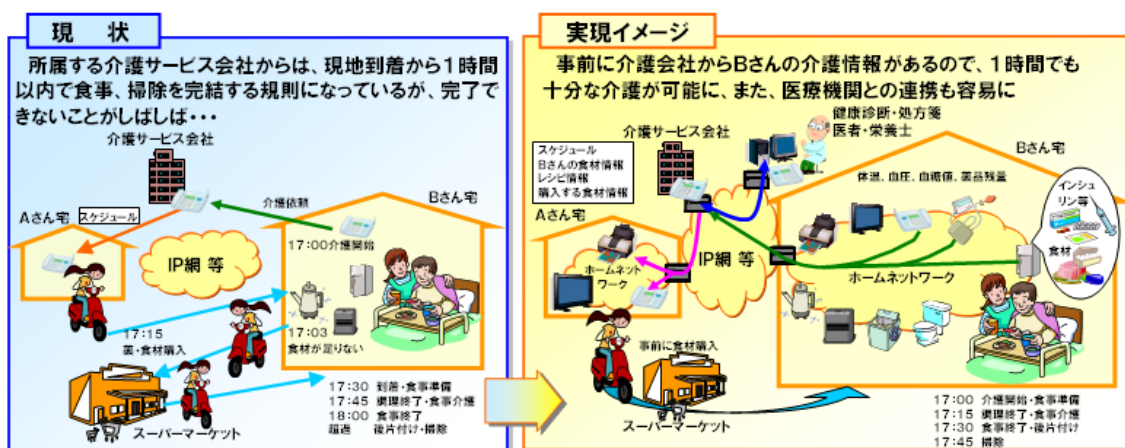 現 状
所属する介護サービス会社からは、現地到着から１時間
以内で食事、掃除を完結する規則になっているが、完了で
きないことがしばしば・・・
介護サービス会社
Aさん宅
スケジュール
介護依頼
Bさん宅
17:00介護開始
IP網 等
17:03
食材が足りない
17:15
薬・食材購入
スーパーマーケット
17:30 到着・食事準備
17:45 調理終了・食事介護
18:00 食事終了
超過 後片付け・掃除
実現イメージ
事前に介護会社からBさんの介護情報があるので、１時間でも
十分な介護が可能に、また、医療機関との連携も容易に
介護サービス会社
健康診断・処方箋
医者・栄養士
スケジュール
Bさんの食材情報
レシピ情報
購入する食材情報
Bさん宅
体温、血圧、血糖値、薬品残量
インシュ
リン等
食材
Aさん宅
ホームネット
ワーク
IP網 等
ホームネットワーク
事前に食材購入
スーパーマーケット
17:00 介護開始・食事準備
17:15 調理終了・食事介護
17:30 食事終了・後片付け
17:45 掃除